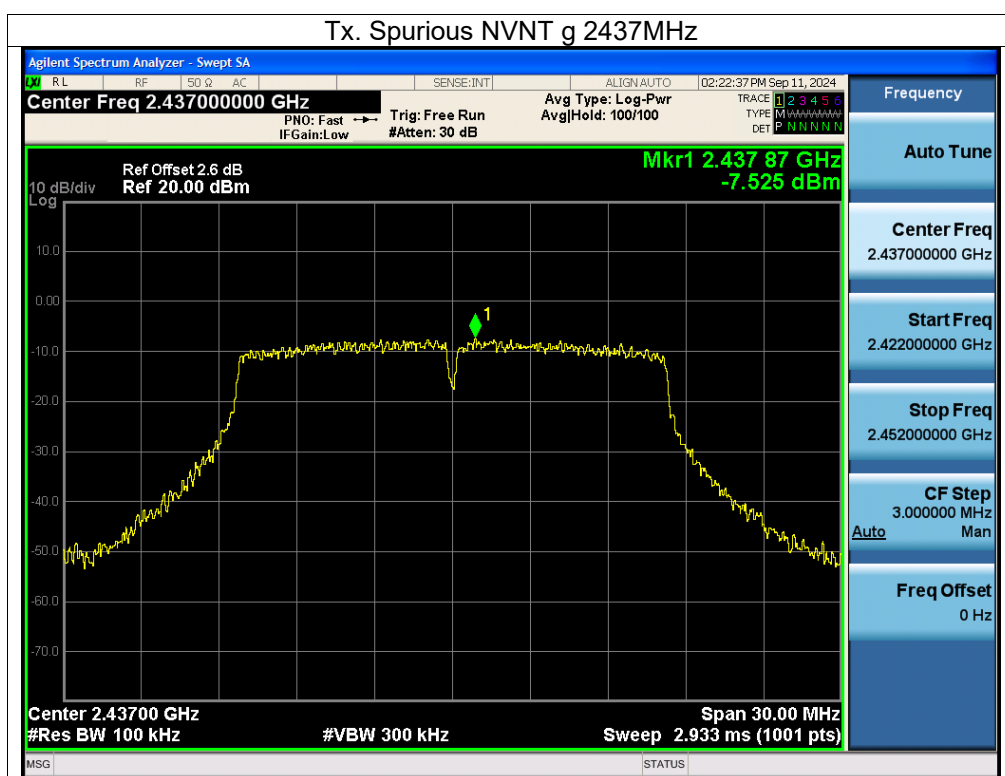 Tx. Spurious NVNT g 2437MHz
Agilent Spectrum Analyzer - Swept SA
LXI RL RF 50 Ω AC SENSE:INT ALIGN AUTO 02:22:37 PM Sep 11, 2024
Center Freq 2.437000000 GHz
PNO: Fast
IFGain:Low
Trig: Free Run
#Atten: 30 dB
Avg Type: Log-Pwr
Avg|Hold: 100/100
TRACE 1 2 3 4 5 6
TYPE M WWWWW
DET P N N N N N
Ref Offset 2.6 dB
10 dB/div Ref 20.00 dBm
Log
Mkr1 2.437 87 GHz
-7.525 dBm
10.0
0.00
-10.0
-20.0
-30.0
-40.0
-50.0
-60.0
-70.0
1
Center 2.43700 GHz Span 30.00 MHz
#Res BW 100 kHz #VBW 300 kHz Sweep 2.933 ms (1001 pts)
MSG STATUS
Frequency
Auto Tune
Center Freq
2.437000000 GHz
Start Freq
2.422000000 GHz
Stop Freq
2.452000000 GHz
CF Step
3.000000 MHz
Auto Man
Freq Offset
0 Hz